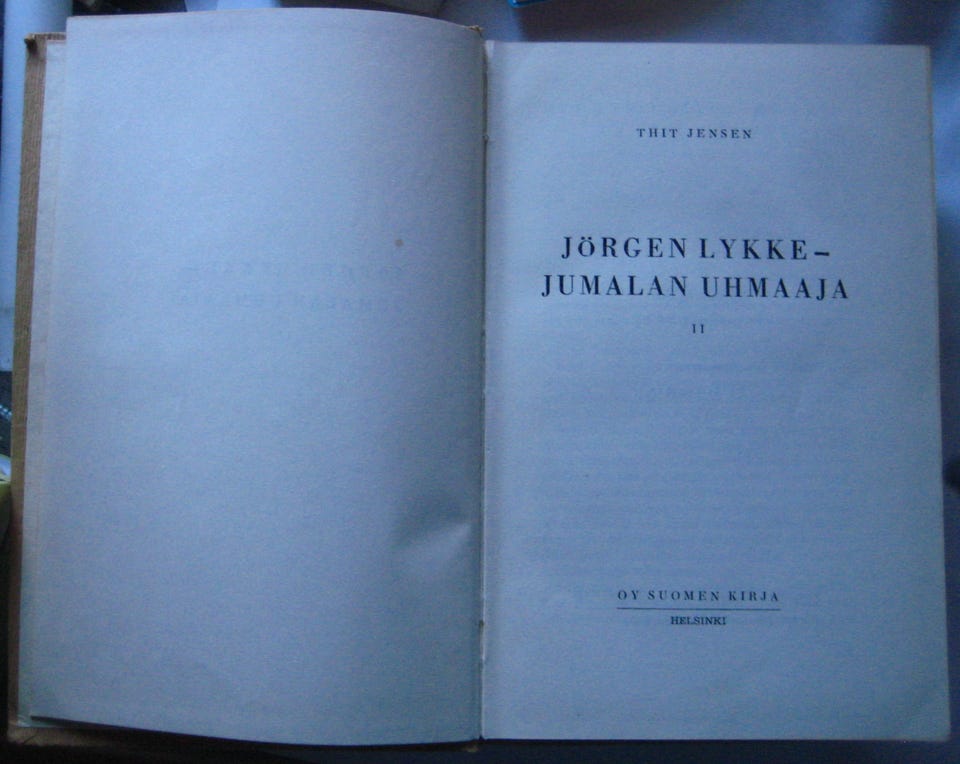 THIT JENSEN
JÖRGEN LYKKE–
JUMALAN UHMAAJA
II
OY SUOMEN KIRJA
HELSINKI